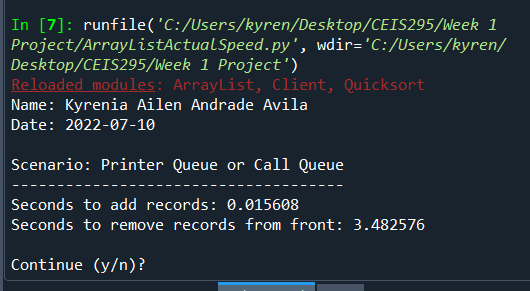 In [7]: runfile('C:/Users/kyren/Desktop/CEIS295/Week 1
Project/ArrayListActualSpeed.py', wdir='C:/Users/kyren/
Desktop/CEIS295/Week 1 Project')
Reloaded modules: ArrayList, Client, Quicksort
Name: Kyrenia Ailen Andrade Avila
Date: 2022-07-10
Scenario: Printer Queue or Call Queue
-------------------------------------
Seconds to add records: 0.015608
Seconds to remove records from front: 3.482576
Continue (y/n)?